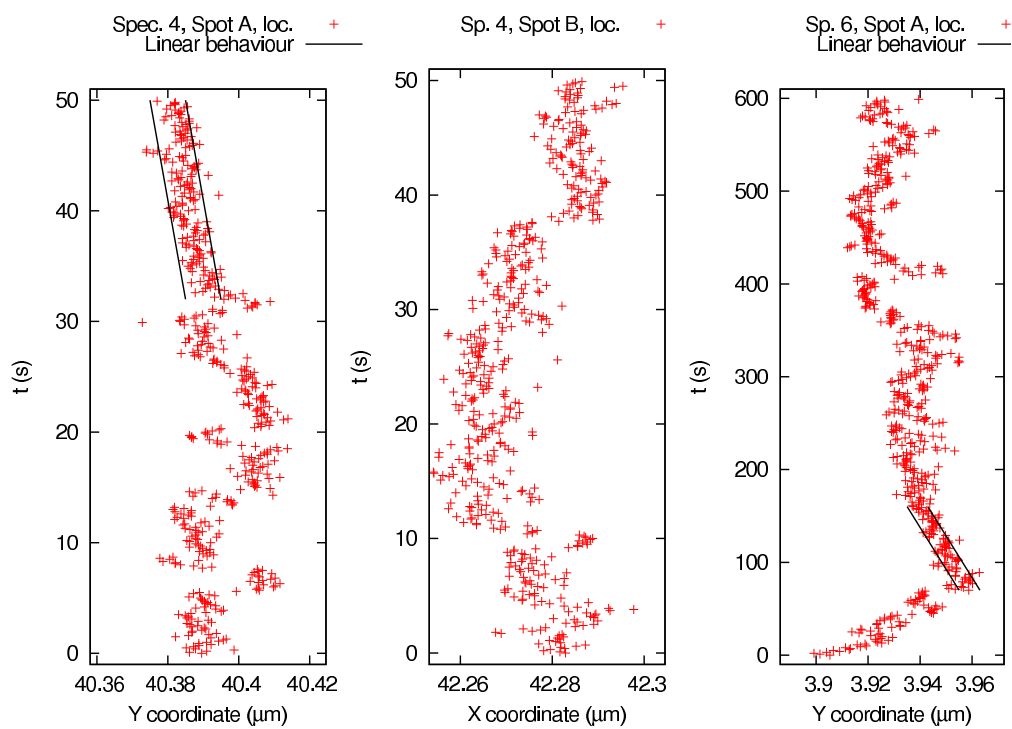 Spec. 4, Spot A, loc.
Linear behaviour
50
40
30
20
10
0
40.36 40.38 40.4 40.42
Y coordinate (µm)
t (s)
Sp. 4, Spot B, loc.
50
40
30
20
10
0
42.26 42.28 42.3
X coordinate (µm)
t (s)
Sp. 6, Spot A, loc.
Linear behaviour
600
500
400
300
200
100
0
3.9 3.92 3.94 3.96
Y coordinate (µm)
t (s)